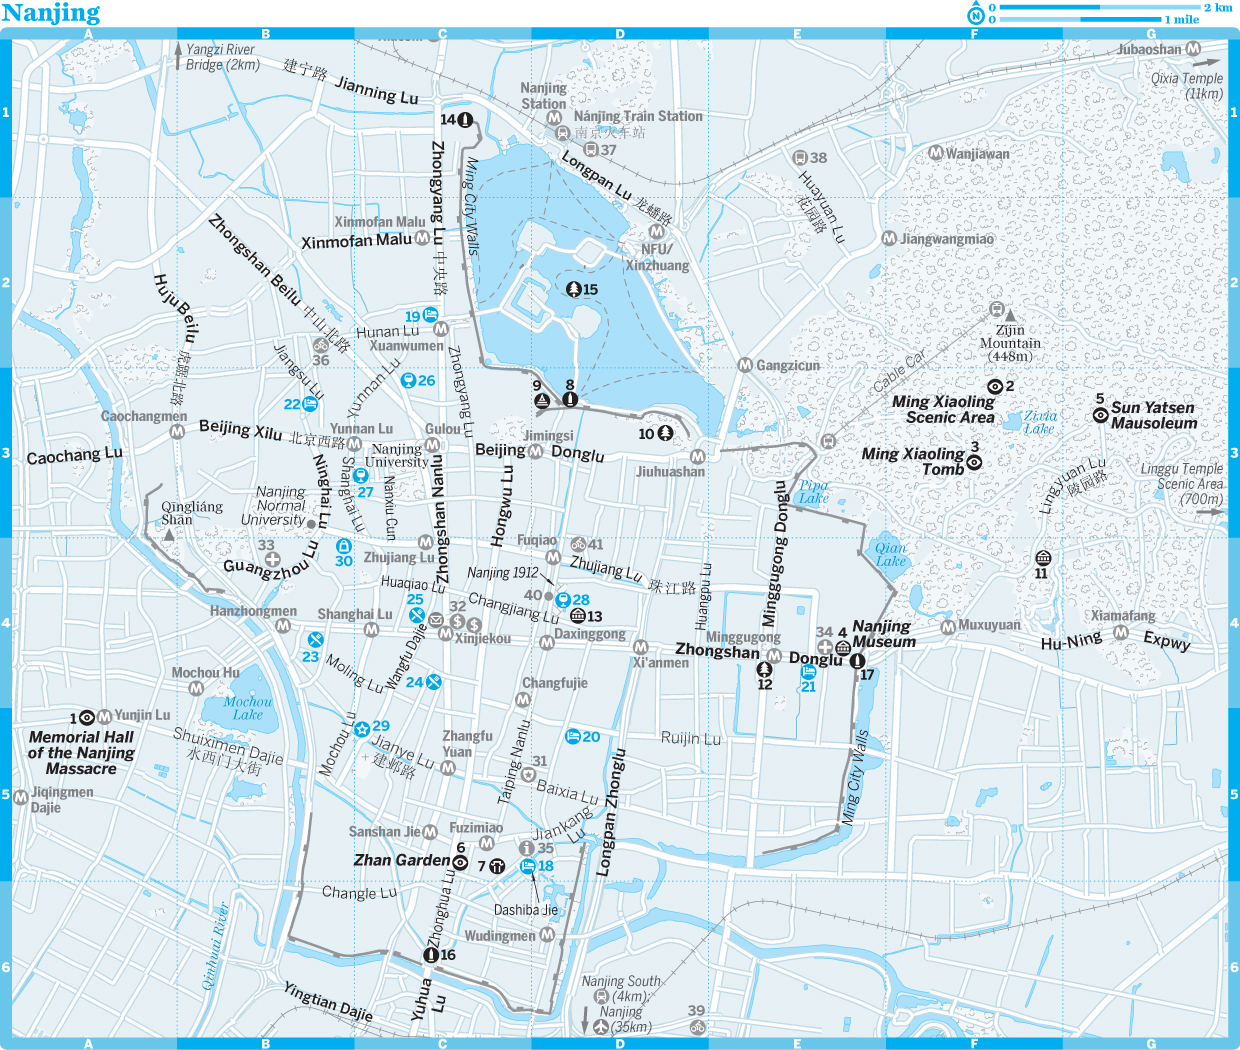 Nanjing
0 2 km
0 1 mile
A B C D E F G
Yangzi River
Bridge (2km)
建宁路 Jianning Lu
Jubaoshan
Qixia Temple
(11km)
Nanjing
Station
1 1
14
Nánjīng Train Station
南京火车站
37
38
Wanjiawan
Zhongyang Lu 中央路
Ming City Walls
Longpan Lu 龙蟠路
Huayuan Lu
花园路
Xinmofan Malu
Xinmofan Malu
NFU/
Xinzhuang
Jiangwangmiao
Zhongshan Beilu 中山北路
HujuBeilu
虎踞北路
2 2
15
19
Hunan Lu
Xuanwumen
36
Zijin
Mountain
(448m)
Jiangsu Lu
Yunnan Lu
Zhongyang Lu
26
Gangzicun
Cable Car
22
9
8
2
Ming Xiaoling
Scenic Area
5
Sun Yatsen
Mausoleum
Zixia
Lake
Caochangmen
Beijing Xilu 北京西路
Yunnan Lu
Gulou
Jimingsi
10
3 3
Caochang Lu
Nanjing
University
Beijing Donglu
Jiuhuashan
3
Ming Xiaoling
Tomb
Lingyuan Lu
陵园路
Linggu Temple
Scenic Area
(700m)
Ninghai Lu
Shanghai Lu
27
Nanxiu Cun
Zhongshan Nanlu
Hongwu Lu
Pipa
Lake
Qīngliáng
Shān
Nanjing
Normal
University
Minggugong Donglu
Qian
Lake
33
Guangzhou Lu
30
Zhujiang Lu
Fuqiao
41
Zhujiang Lu 珠江路
Huangpu Lu
11
Huaqiao Lu
Nanjing 1912
40
28
Changjiang Lu
13
Hanzhongmen
Shanghai Lu
25
32
Xinjiekou
4 4
Daxinggong
Xi'anmen
Minggugong
34
4
Nanjing
Museum
Muxuyuan
Xiamafang
Hu-Ning Expwy
23
Moling Lu
Wangfu Dajie
Zhongshan Donglu
12
21
17
Mochou Hu
24
Changfujie
Mochou
Lake
1
Yunjin Lu
Memorial Hall
of the Nanjing
Massacre
Shuiximen Dajie
水西门大街
Mochou Lu
29
Jianye Lu
建邺路
Zhangfu
Yuan
Taiping Nanlu
20
Ruijin Lu
31
Baixia Lu
Longpan Zhonglu
Ming City Walls
Jiqingmen
Dajie
5 5
Sanshan Jie
Fuzimiao
Jiankang
Lu
6
Zhan Garden
7
35
18
Changle Lu
Zhonghua Lu
Dashiba Jie
Qinhuai River
Wudingmen
16
6 6
Yingtian Dajie
Yuhua
Lu
Nanjing South
(4km)
Nanjing
(35km)
39
A B C D E F G